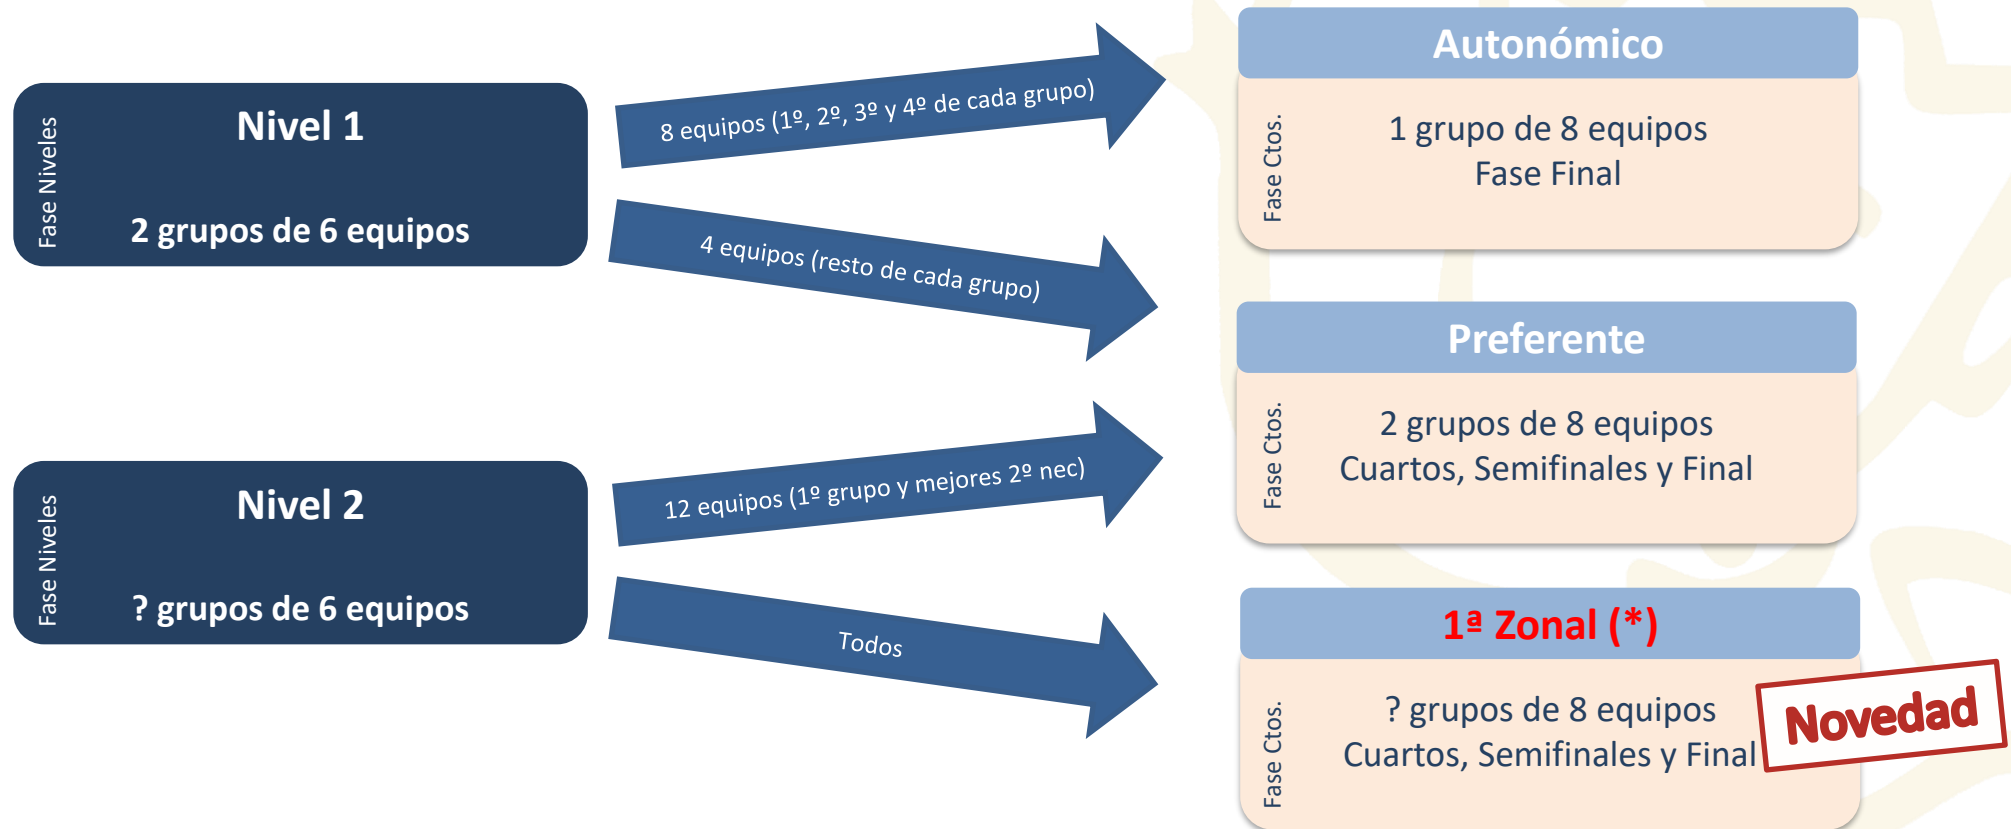 Fase Niveles
Nivel 1
2 grupos de 6 equipos
8 equipos (1º, 2º, 3º y 4º de cada grupo)
4 equipos (resto de cada grupo)
Autonómico
Fase Ctos.
1 grupo de 8 equipos
Fase Final
Preferente
Fase Ctos.
2 grupos de 8 equipos
Cuartos, Semifinales y Final
Fase Niveles
Nivel 2
? grupos de 6 equipos
12 equipos (1º grupo y mejores 2º nec)
Todos
1ª Zonal (*)
Fase Ctos.
? grupos de 8 equipos
Cuartos, Semifinales y Final
Novedad